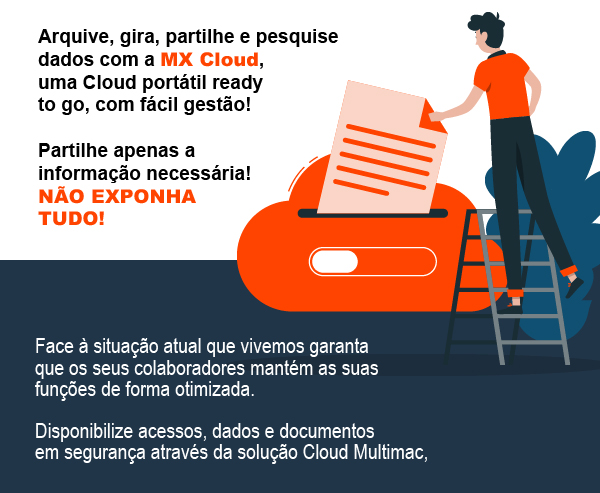 Arquive, gira, partilhe e pesquise
dados com a MX Cloud,
uma Cloud portátil ready
to go, com fácil gestão!
Partilhe apenas a
informação necessária!
NÃO EXPONHA
TUDO!
Face à situação atual que vivemos garanta
que os seus colaboradores mantém as suas
funções de forma otimizada.
Disponibilize acessos, dados e documentos
em segurança através da solução Cloud Multimac,